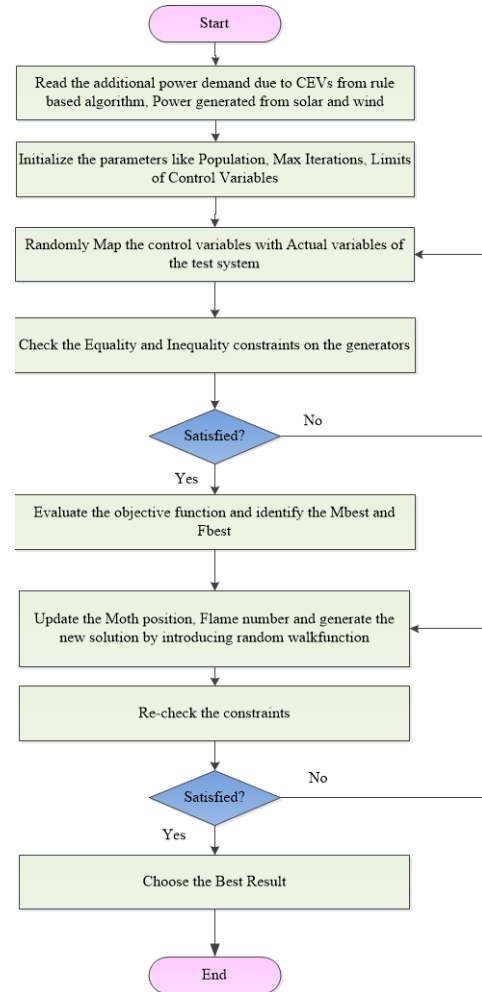 Start
Read the additional power demand due to CEVs from rule
based algorithm, Power generated from solar and wind
Initialize the parameters like Population, Max Iterations, Limits
of Control Variables
Randomly Map the control variables with Actual variables of
the test system
Check the Equality and Inequality constraints on the generators
Satisfied?
No
Yes
Evaluate the objective function and identify the Mbest and
Fbest
Update the Moth position, Flame number and generate the
new solution by introducing random walkfunction
Re-check the constraints
Satisfied?
No
Yes
Choose the Best Result
End